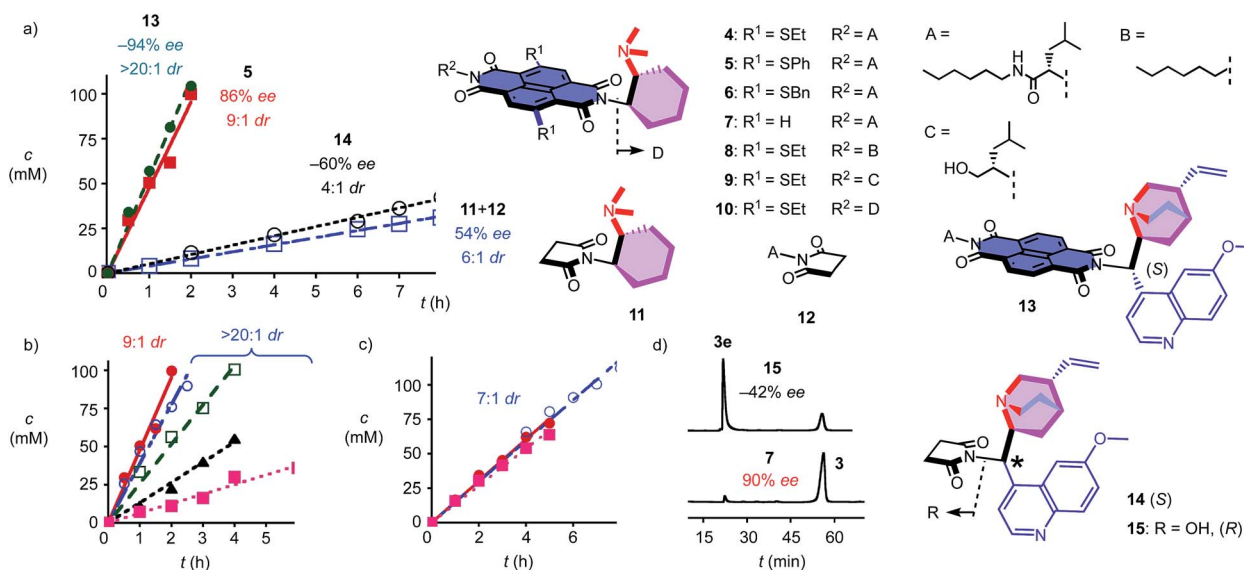 a)
13
–94% ee
>20:1 dr
5
86% ee
9:1 dr
14
–60% ee
4:1 dr
100
75
50
25
0
c
(mM)
0 1 2 3 4 5 6 7
t (h)
R¹
N
R²
N
O
O
O
O
N
R¹
D
11+12
54% ee
6:1 dr
N
O
N
O
11
4: R¹ = SEt R² = A
5: R¹ = SPh R² = A
6: R¹ = SBn R² = A
7: R¹ = H R² = A
8: R¹ = SEt R² = B
9: R¹ = SEt R² = C
10: R¹ = SEt R² = D
A
N
O
O
12
A =
H
N
O
B =
C =
HO
A
N
O
O
O
O
N
N
(S)
O
N
13
b)
9:1 dr
>20:1 dr
100
75
50
25
0
c
(mM)
0 1 2 3 4 5
t (h)
c)
7:1 dr
100
75
50
25
0
c
(mM)
0 2 4 6
t (h)
d)
3e
15
–42% ee
7
90% ee
3
15 30 45 60
t (min)
N
O
N
O
*
O
N
R
14 (S)
15: R = OH, (R)